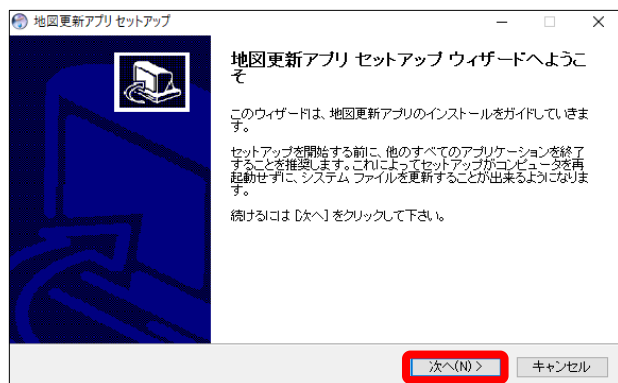 地図更新アプリ セットアップ
地図更新アプリ セットアップ ウィザードへようこ
そ
このウィザードは、地図更新アプリのインストールをガイドしていきま
す。
セットアップを開始する前に、他のすべてのアプリケーションを終了
することを推奨します。これによってセットアップがコンピュータを再
起動せずに、システム ファイルを更新することが出来るようになりま
す。
続けるには [次へ] をクリックして下さい。
次へ(N) >
キャンセル